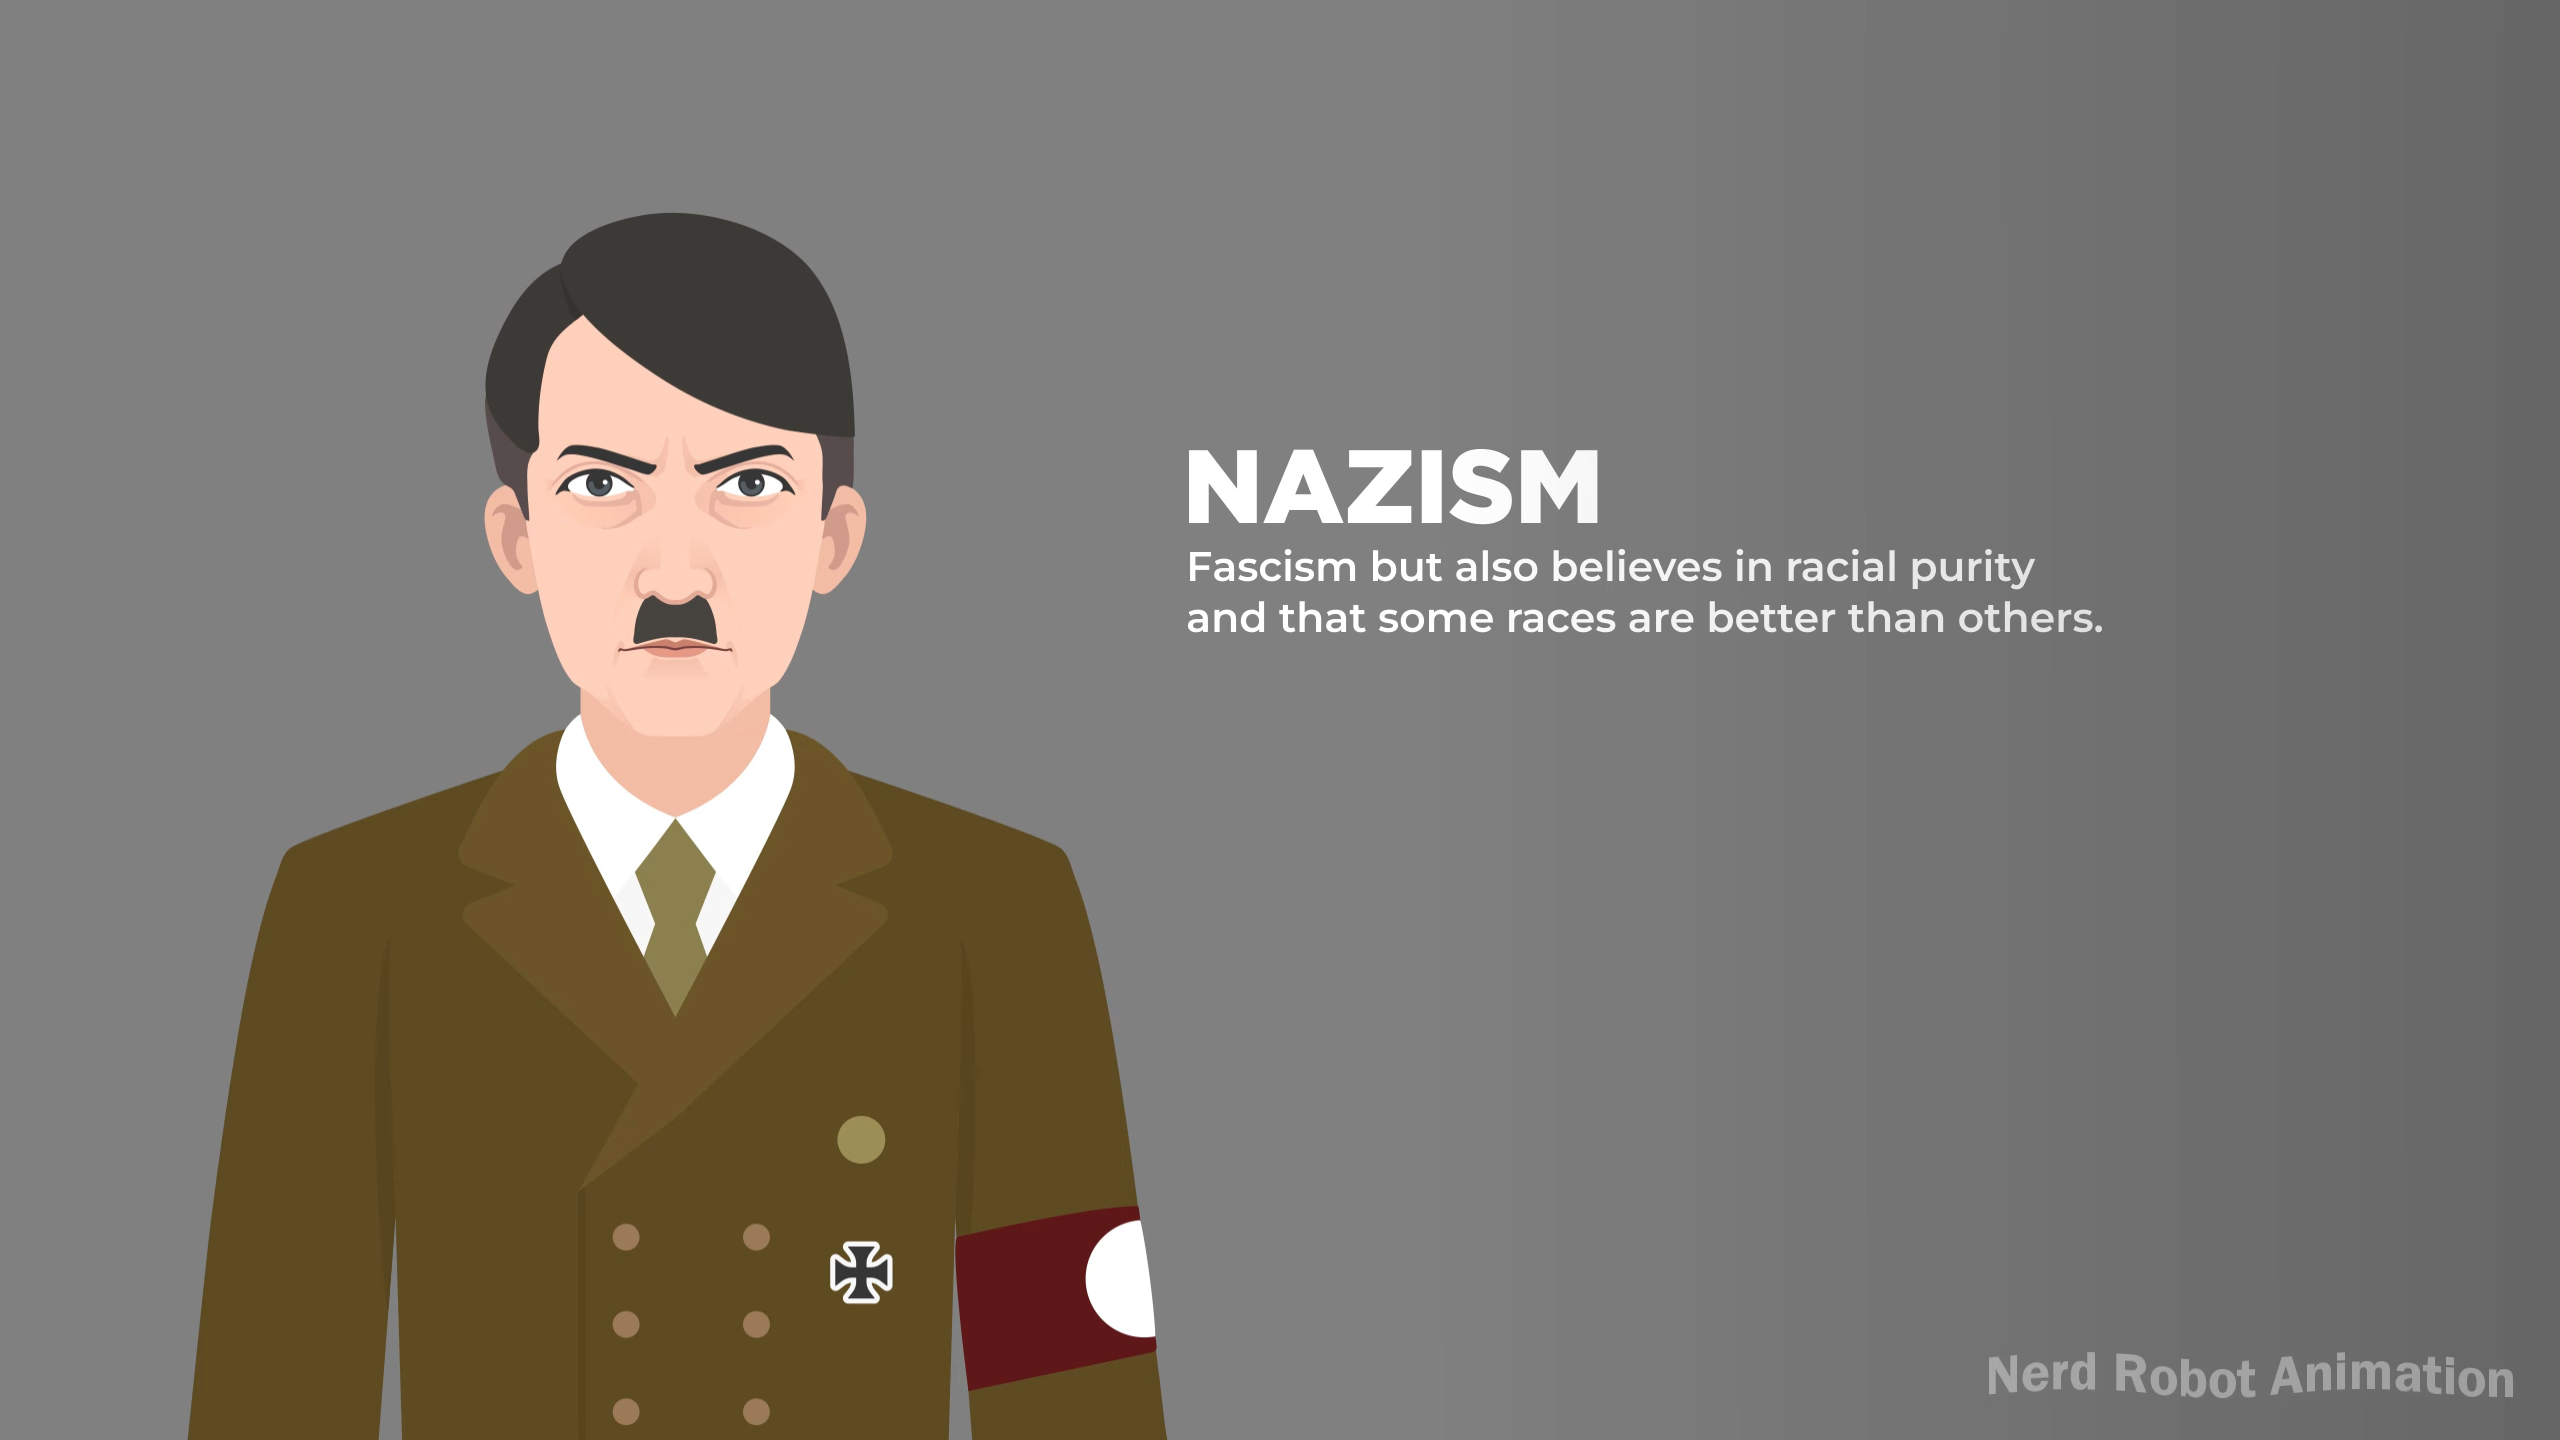 NAZISM
Fascism but also believes in racial purity
and that some races are better than others.
Nerd Robot Animation